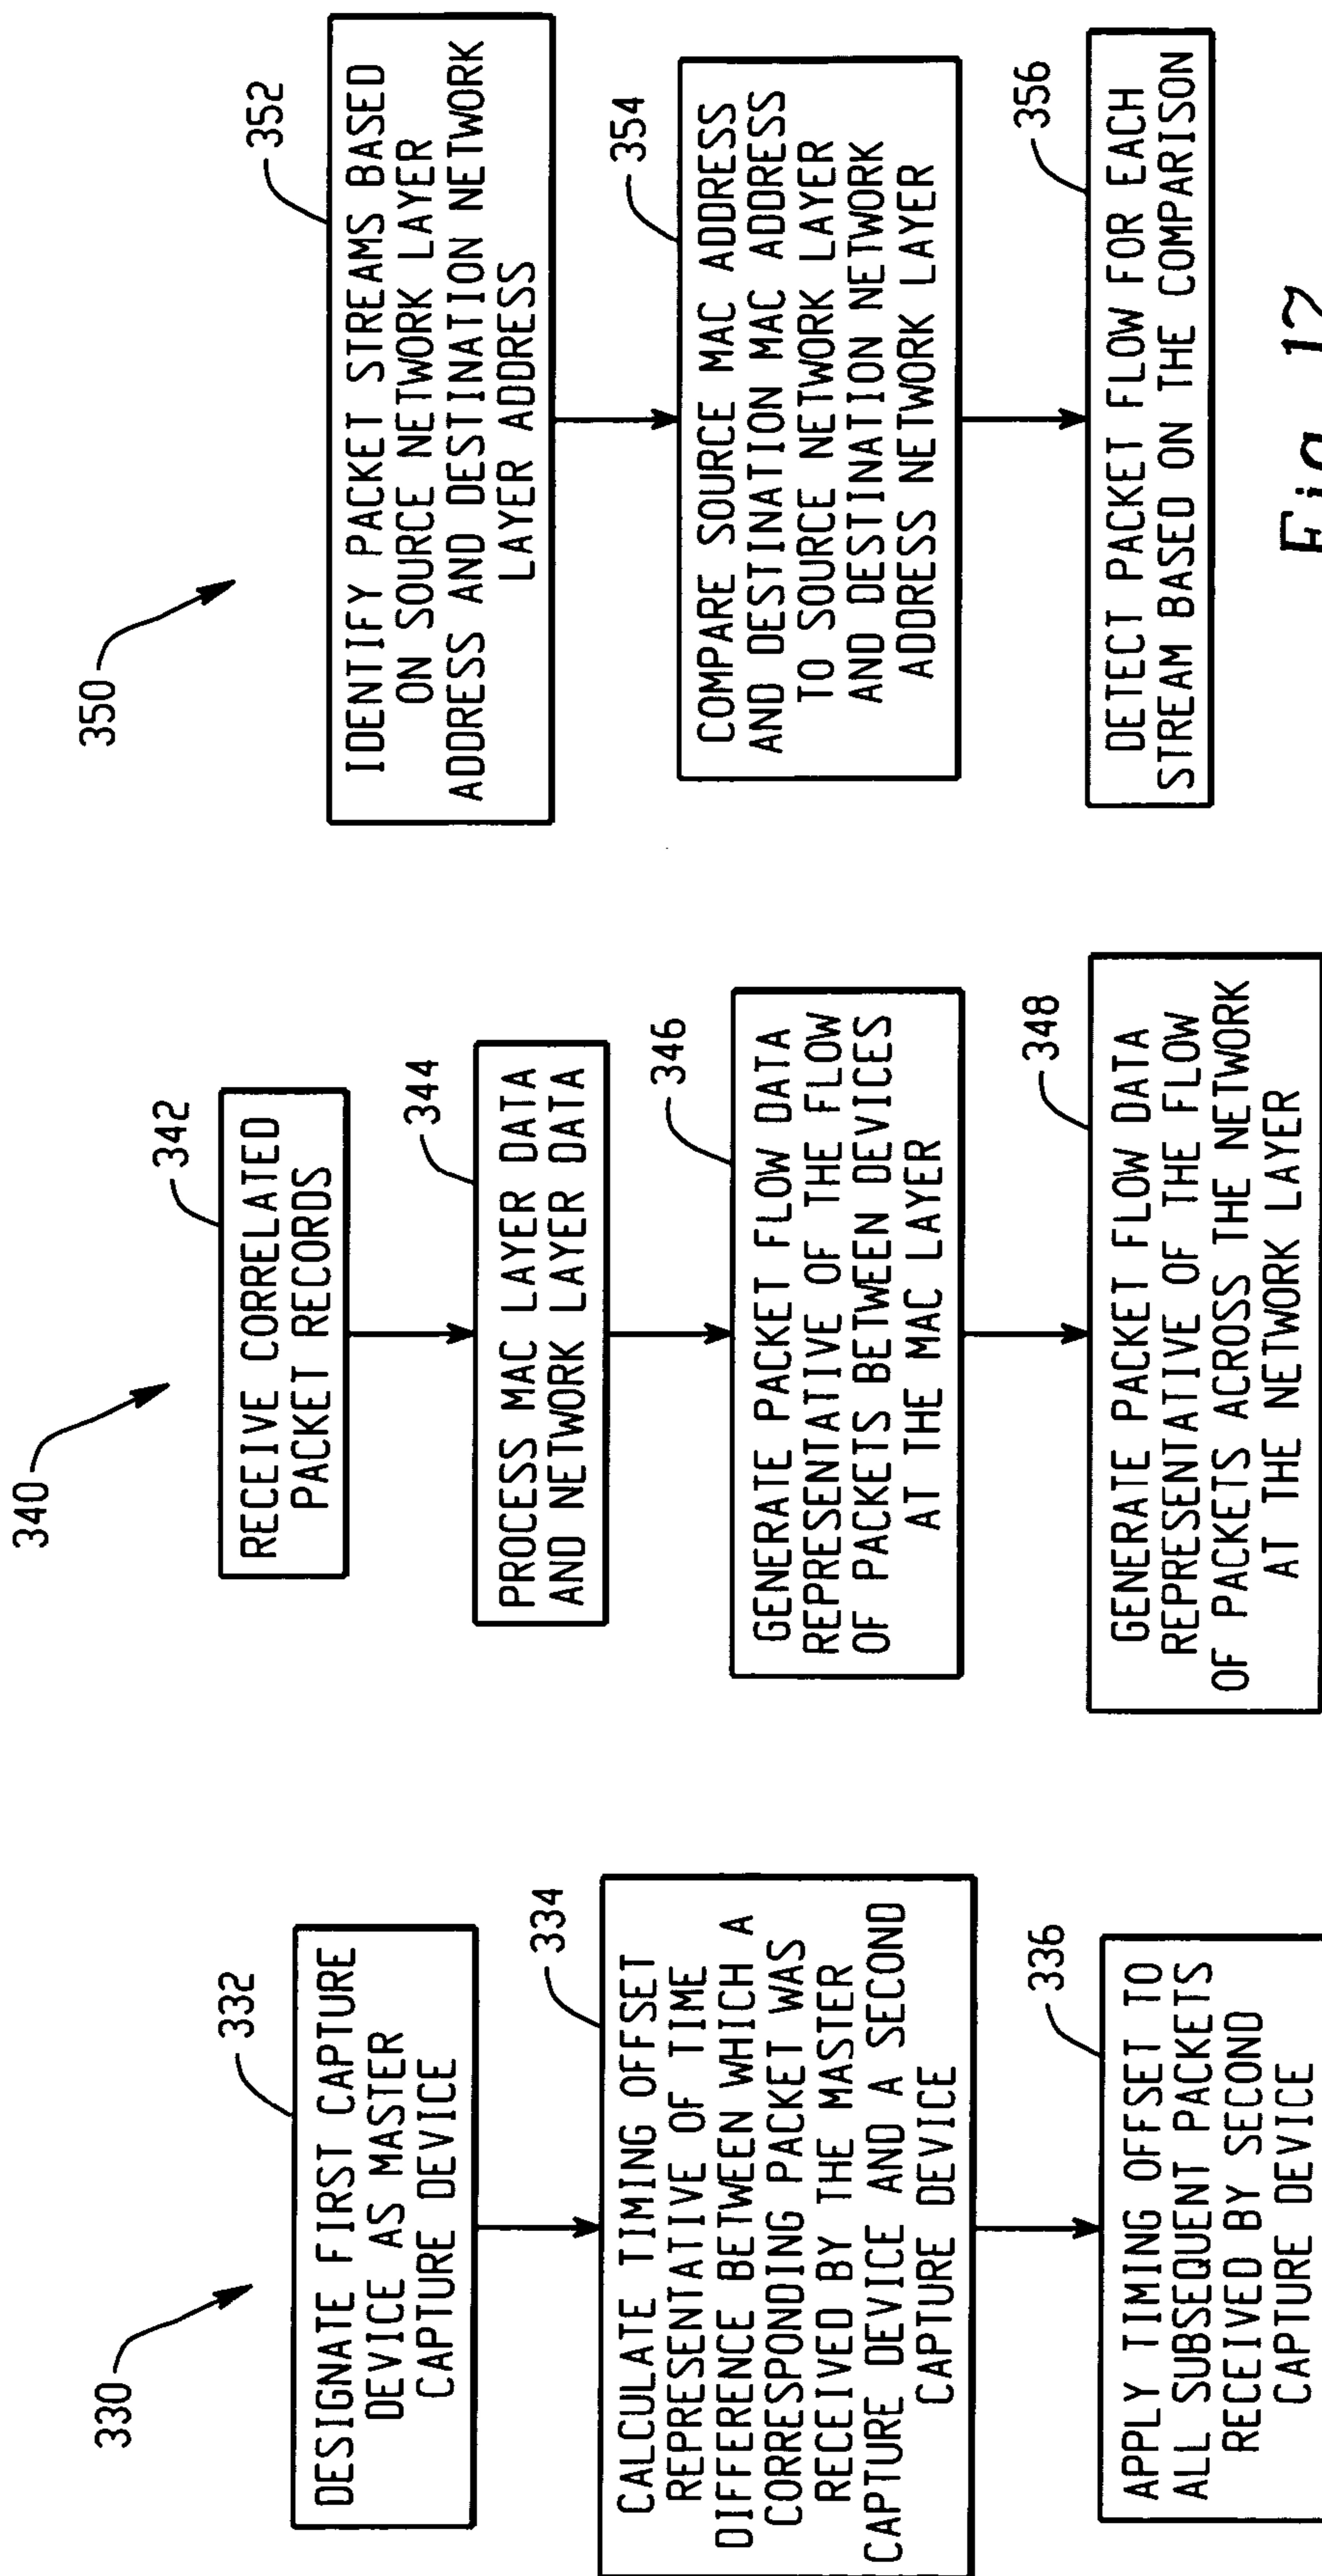 330
DESIGNATE FIRST CAPTURE
DEVICE AS MASTER
CAPTURE DEVICE
332
CALCULATE TIMING OFFSET
REPRESENTATIVE OF TIME
DIFFERENCE BETWEEN WHICH A
CORRESPONDING PACKET WAS
RECEIVED BY THE MASTER
CAPTURE DEVICE AND A SECOND
CAPTURE DEVICE
334
APPLY TIMING OFFSET TO
ALL SUBSEQUENT PACKETS
RECEIVED BY SECOND
CAPTURE DEVICE
336
340
RECEIVE CORRELATED
PACKET RECORDS
342
PROCESS MAC LAYER DATA
AND NETWORK LAYER DATA
344
GENERATE PACKET FLOW DATA
REPRESENTATIVE OF THE FLOW
OF PACKETS BETWEEN DEVICES
AT THE MAC LAYER
346
GENERATE PACKET FLOW DATA
REPRESENTATIVE OF THE FLOW
OF PACKETS ACROSS THE NETWORK
AT THE NETWORK LAYER
348
350
IDENTIFY PACKET STREAMS BASED
ON SOURCE NETWORK LAYER
ADDRESS AND DESTINATION NETWORK
LAYER ADDRESS
352
COMPARE SOURCE MAC ADDRESS
AND DESTINATION MAC ADDRESS
TO SOURCE NETWORK LAYER
AND DESTINATION NETWORK
ADDRESS NETWORK LAYER
354
DETECT PACKET FLOW FOR EACH
STREAM BASED ON THE COMPARISON
356
Fig